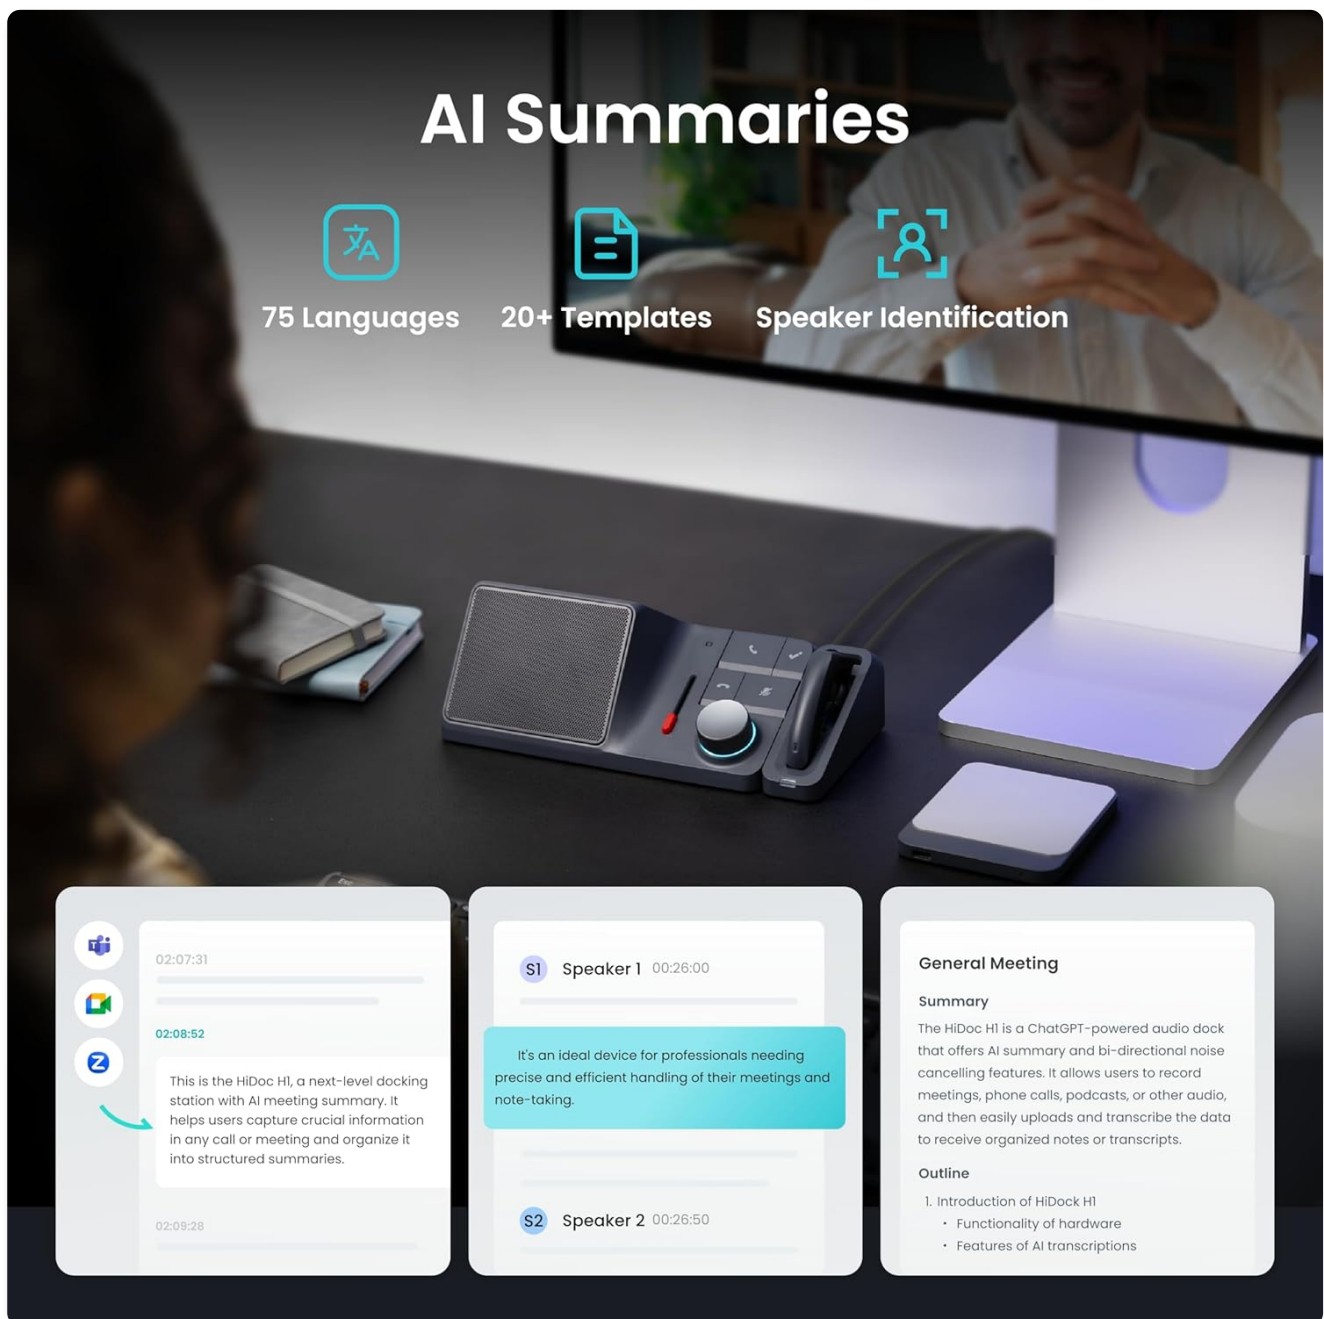 AI Summaries
75 Languages
20+ Templates
Speaker Identification
02:07:31
02:08:52
This is the HiDoc H1, a next-level docking
station with AI meeting summary. It
helps users capture crucial information
in any call or meeting and organize it
into structured summaries.
02:09:28
S1 Speaker 1 00:26:00
It's an ideal device for professionals needing
precise and efficient handling of their meetings and
note-taking.
S2 Speaker 2 00:26:50
General Meeting
Summary
The HiDoc H1 is a ChatGPT-powered audio dock
that offers AI summary and bi-directional noise
cancelling features. It allows users to record
meetings, phone calls, podcasts, or other audio,
and then easily uploads and transcribe the data
to receive organized notes or transcripts.
Outline
1. Introduction of HiDock H1
• Functionality of hardware
• Features of AI transcriptions